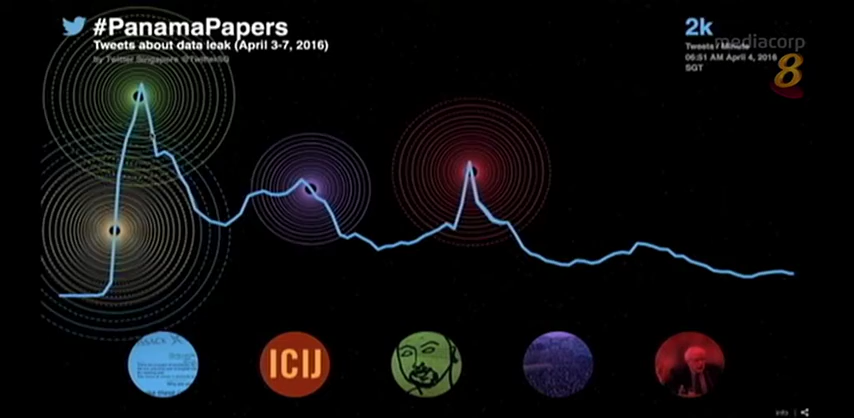 #PanamaPapers
Tweets about data leak (April 3-7, 2016)
by Twitter Singapore @TwitterSG
2k
Tweets / Minute
06:51 AM April 4, 2016
SGT
mediacorp
8
ICIJ
info